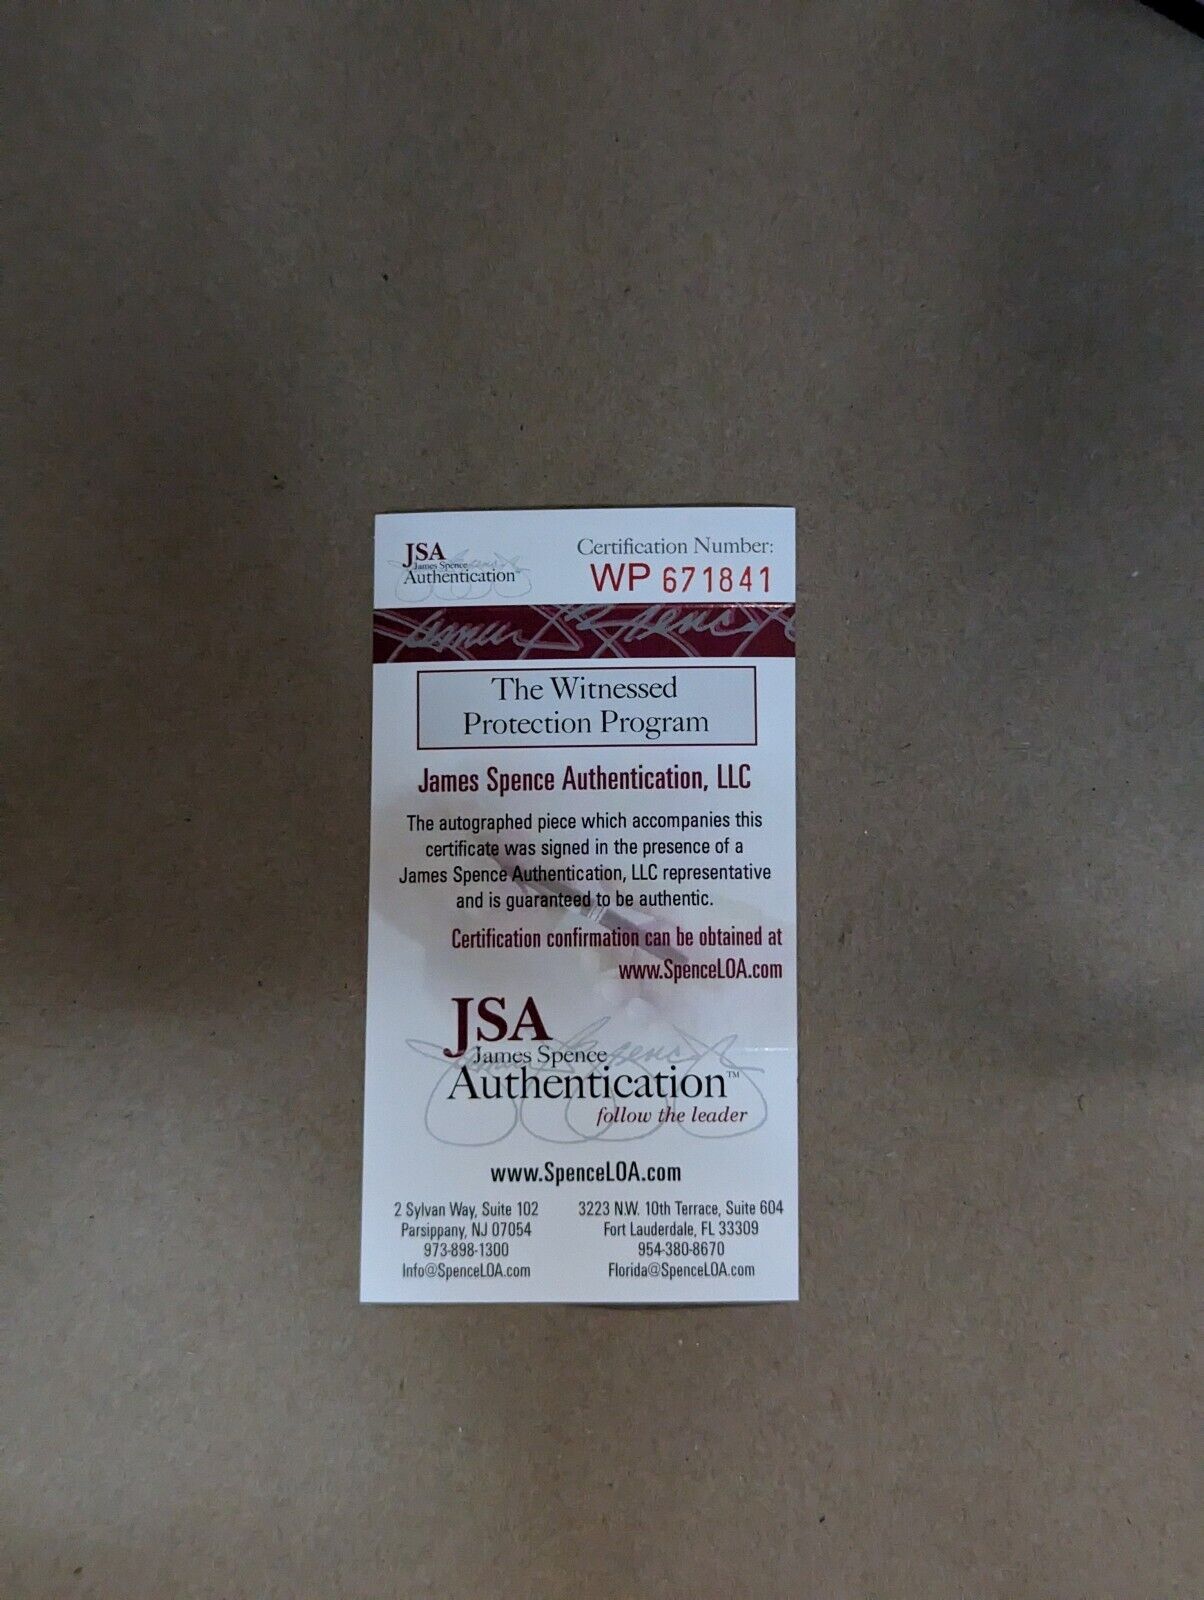 JSA
James Spence
Authentication™
Certification Number:
WP 671841
James Spence
The Witnessed
Protection Program
James Spence Authentication, LLC
The autographed piece which accompanies this
certificate was signed in the presence of a
James Spence Authentication, LLC representative
and is guaranteed to be authentic.
Certification confirmation can be obtained at
www.SpenceLOA.com
JSA
James Spence
Authentication™
follow the leader
www.SpenceLOA.com
2 Sylvan Way, Suite 102
Parsippany, NJ 07054
973-898-1300
Info@SpenceLOA.com
3223 N.W. 10th Terrace, Suite 604
Fort Lauderdale, FL 33309
954-380-8670
Florida@SpenceLOA.com